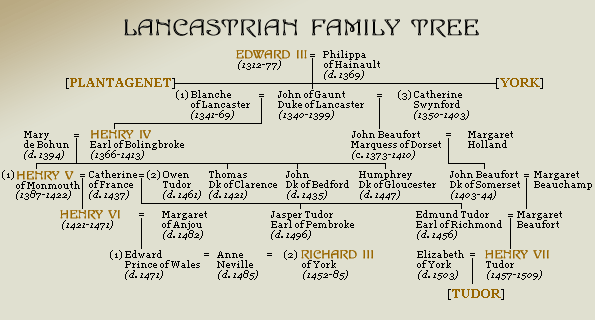 LANCASTRIAN FAMILY TREE
EDWARD III = Philippa
(1312-77) of Hainault
(d.1369)
[PLANTAGENET] [YORK]
(1) Blanche = John of Gaunt = (3) Catherine
of Lancaster Duke of Lancaster Swynford
(1341-69) (1340-1399) (1350-1403)
Mary = HENRY IV John Beaufort = Margaret
de Bohun Earl of Bolingbroke Marquess of Dorset Holland
(d.1394) (1366-1413) (c.1373-1410)
(1) HENRY V = Catherine = (2) Owen Thomas John Humphrey John Beaufort = Margaret
of Monmouth of France Tudor Dk of Clarence Dk of Bedford Dk of Gloucester Dk of Somerset Beauchamp
(1387-1422) (d.1437) (d.1461) (d.1421) (d.1435) (d.1447) (1403-44)
HENRY VI = Margaret Jasper Tudor Edmund Tudor = Margaret
(1421-1471) of Anjou Earl of Pembroke Earl of Richmond Beaufort
(d.1482) (d.1496) (d.1456)
(1) Edward = Anne = (2) RICHARD III Elizabeth = HENRY VII
Prince of Wales Neville of York of York Tudor
(d.1471) (d.1485) (1452-85) (d.1503) (1457-1509)
[TUDOR]